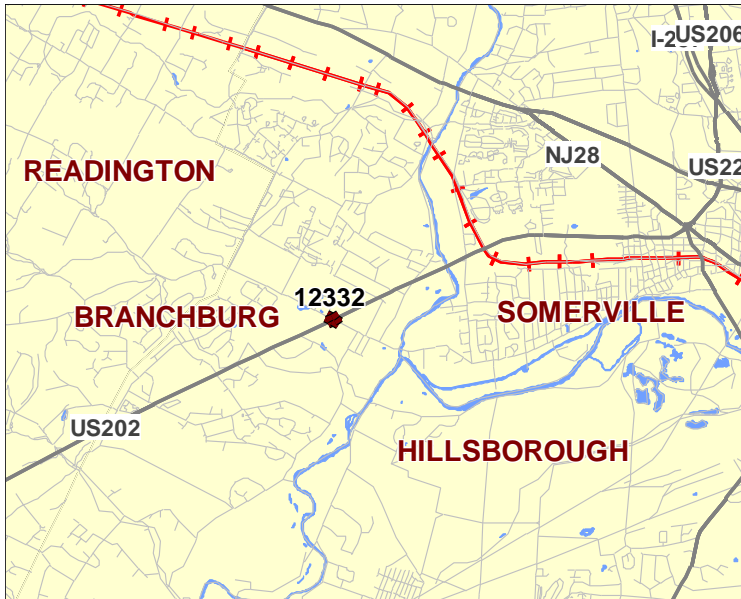 US206
NJ28
US22
READINGTON
12332
BRANCHBURG
SOMERVILLE
US202
HILLSBOROUGH